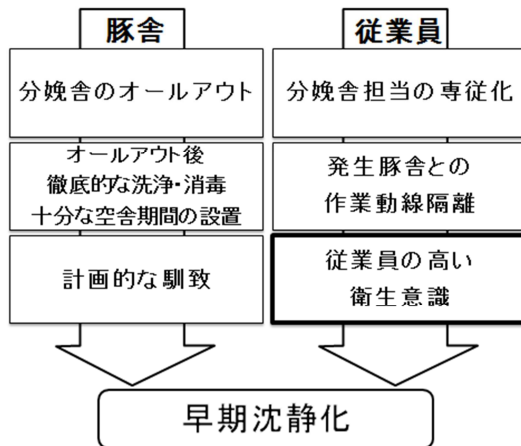 豚舎
分娩舎のオールアウト
オールアウト後
徹底的な洗浄・消毒
十分な空舎期間の設置
計画的な馴致
従業員
分娩舎担当の専従化
発生豚舎との
作業動線隔離
従業員の高い
衛生意識
早期沈静化